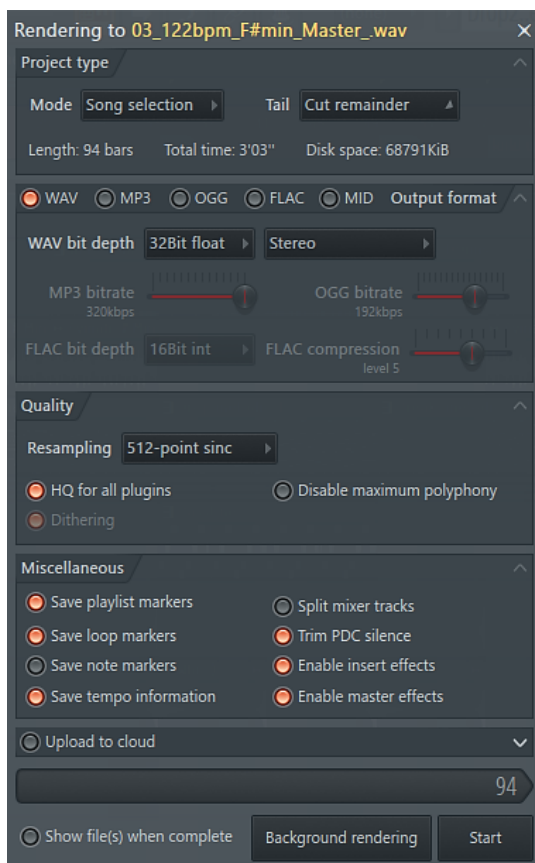 Rendering to 03_122bpm_F#min_Master_.wav
Project type
Mode Song selection Tail Cut remainder
Length: 94 bars Total time: 3'03" Disk space: 68791KiB
WAV MP3 OGG FLAC MID Output format
WAV bit depth 32Bit float Stereo
MP3 bitrate OGG bitrate
320kbps 192kbps
FLAC bit depth 16Bit int FLAC compression
level 5
Quality
Resampling 512-point sinc
HQ for all plugins Disable maximum polyphony
Dithering
Miscellaneous
Save playlist markers Split mixer tracks
Save loop markers Trim PDC silence
Save note markers Enable insert effects
Save tempo information Enable master effects
Upload to cloud
94
Show file(s) when complete Background rendering Start